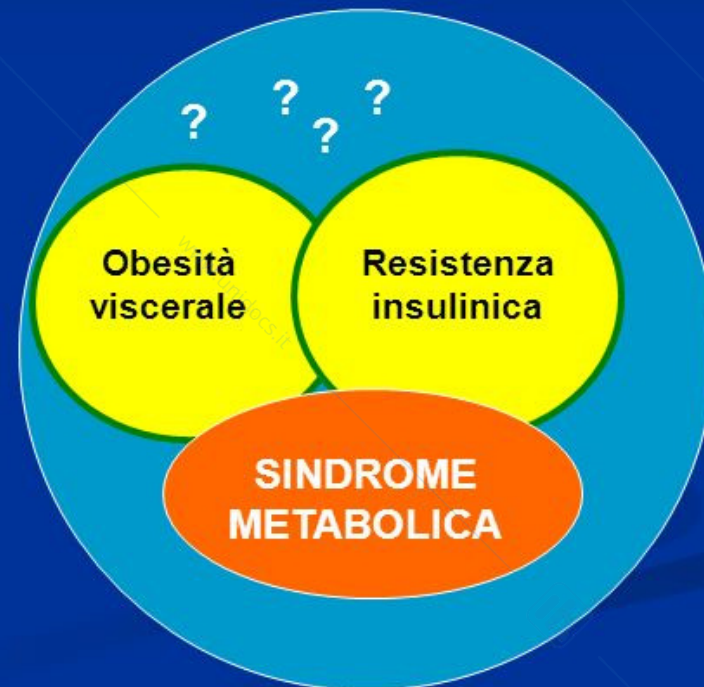 ? ? ? ?
Obesità
viscerale
Resistenza
insulinica
SINDROME
METABOLICA